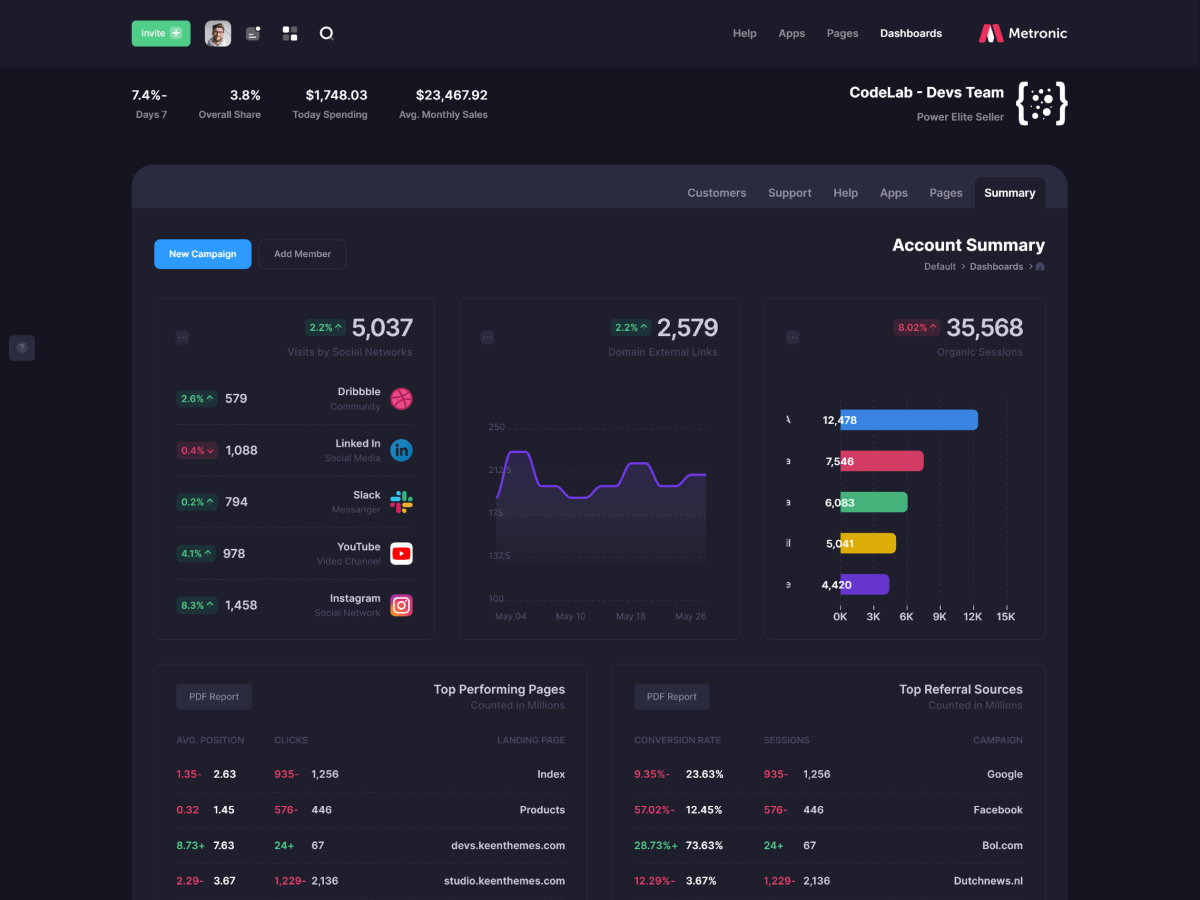 Invite
Help Apps Pages Dashboards Metronic
7.4%- 3.8% $1,748.03 $23,467.92
Days 7 Overall Share Today Spending Avg. Monthly Sales
CodeLab - Devs Team
Power Elite Seller
Customers Support Help Apps Pages Summary
New Campaign Add Member
Account Summary
Default Dashboards
2.2% 5,037
Visits by Social Networks
2.6% 579 Dribbble
Community
0.4% 1,088 Linked In
Social Media
0.2% 794 Slack
Messanger
4.1% 978 YouTube
Video Channel
8.3% 1,458 Instagram
Social Network
2.2% 2,579
Domain External Links
250
212.5
175
137.5
100
May 04 May 10 May 18 May 26
8.02% 35,568
Organic Sessions
12,478
7,546
6,083
5,041
4,420
0K 3K 6K 9K 12K 15K
PDF Report Top Performing Pages
Counted in Millions
AVG. POSITION CLICKS LANDING PAGE
1.35- 2.63 935- 1,256 Index
0.32 1.45 576- 446 Products
8.73+ 7.63 24+ 67 devs.keenthemes.com
2.29- 3.67 1,229- 2,136 studio.keenthemes.com
PDF Report Top Referral Sources
Counted in Millions
CONVERSION RATE SESSIONS CAMPAIGN
9.35%- 23.63% 935- 1,256 Google
57.02%- 12.45% 576- 446 Facebook
28.73%+ 73.63% 24+ 67 Bol.com
12.29%- 3.67% 1,229- 2,136 Dutchnews.nl